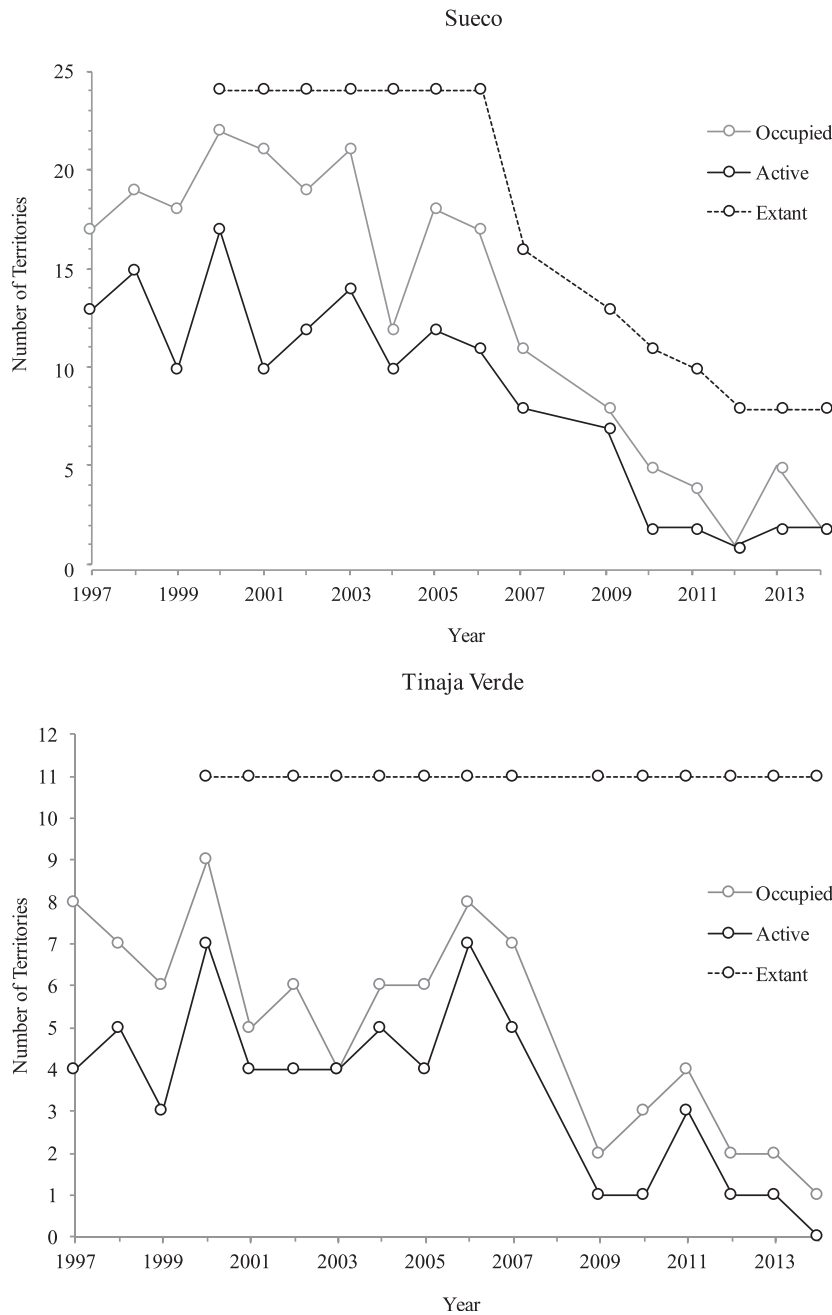 Sueco
25
20
15
10
5
0
Number of Territories
Occupied
Active
Extant
1997 1999 2001 2003 2005 2007 2009 2011 2013
Year
Tinaja Verde
12
11
10
9
8
7
6
5
4
3
2
1
0
Number of Territories
Occupied
Active
Extant
1997 1999 2001 2003 2005 2007 2009 2011 2013
Year